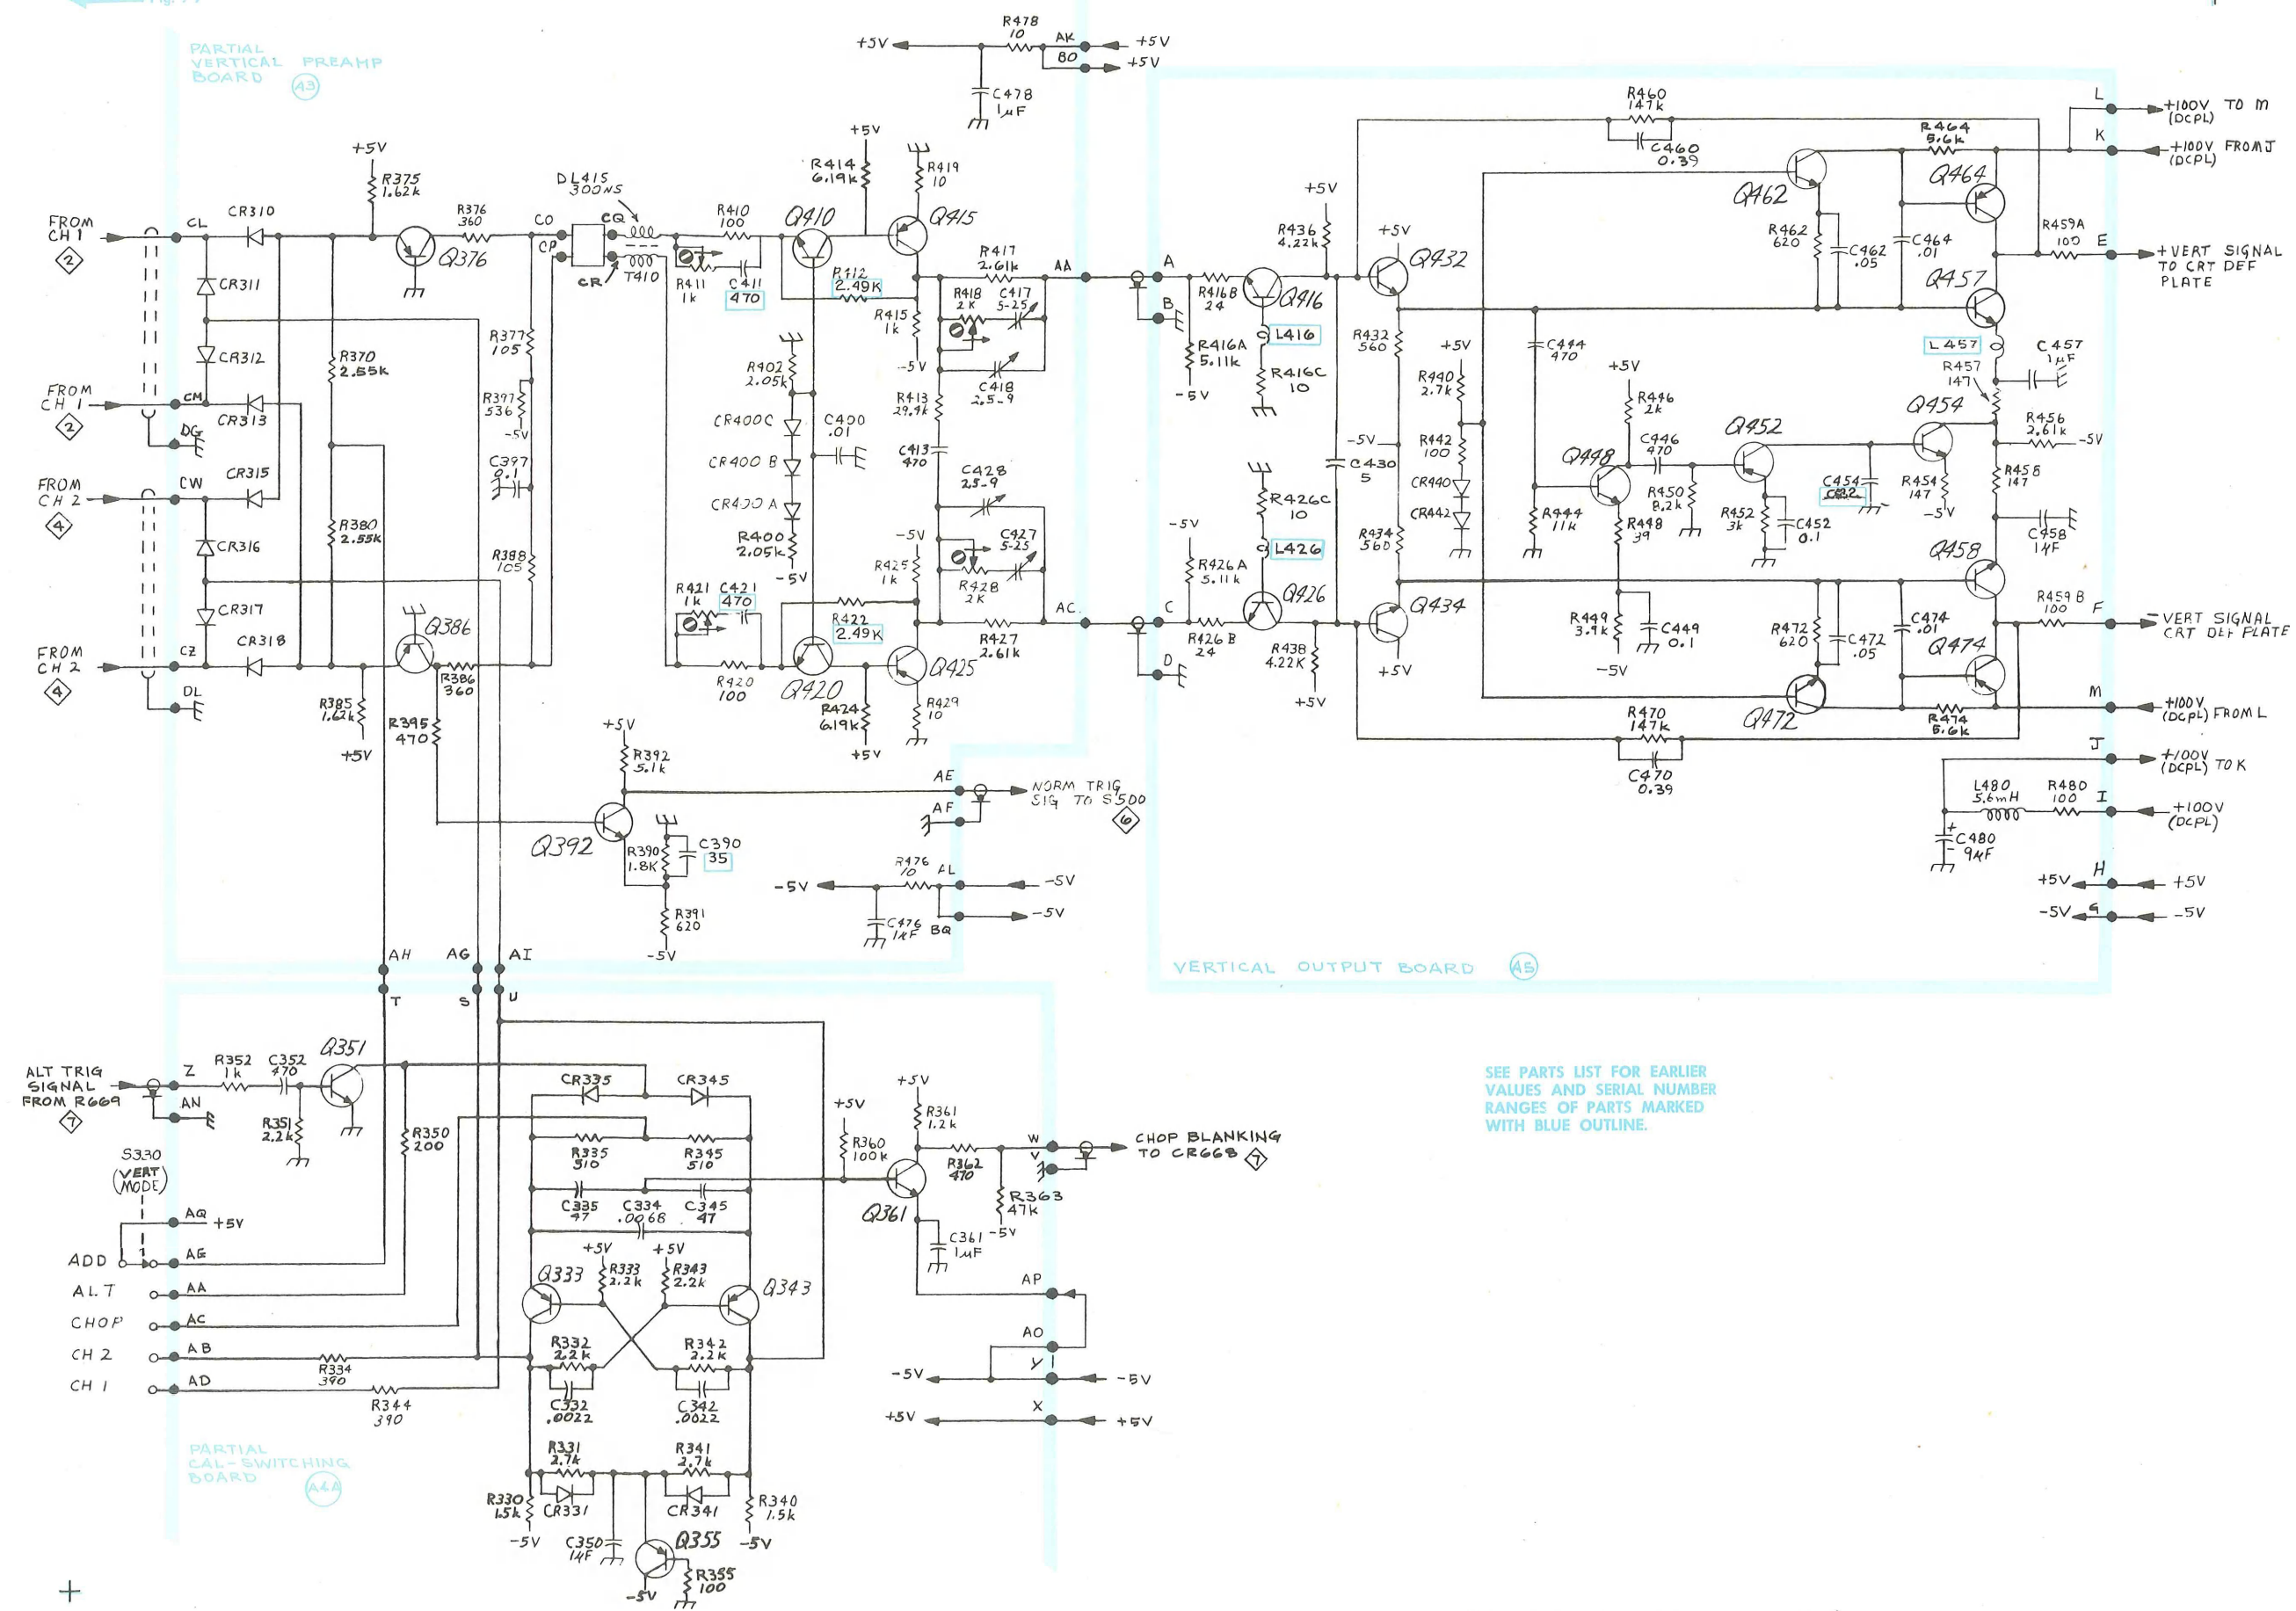 PARTIAL
VERTICAL PREAMP
BOARD A3
R478
10
AK
+5V
+5V
BO
+5V
C478
1µF
FROM
CH 1
2
CL
CR310
CR311
CR312
FROM
CH 1
2
CM
CR313
DG
FROM
CH 2
4
CW
CR315
CR316
CR317
FROM
CH 2
4
CZ
CR318
DL
+5V
R375
1.62k
R370
2.55k
R380
2.55k
R385
1.62k
+5V
Q376
R376
360
R377
105
R397
536
-5V
C397
0.1
R388
105
Q386
R386
360
R395
470
CO
CP
DL415
300NS
CQ
CR
T410
R410
100
R411
1k
C411
470
Q410
R414
6.19k
+5V
R419
10
Q415
R412
2.49K
R415
1k
-5V
R402
2.05k
CR400C
CR400 B
CR400 A
R400
2.05k
-5V
C400
.01
R417
2.61k
R418
2K
C417
5-25
C418
2.5-9
R413
29.4k
C413
470
C428
2.5-9
C427
5-25
R428
2K
R427
2.61k
-5V
R425
1k
R421
1k
C421
470
R422
2.49K
R420
100
Q420
R424
6.19k
+5V
Q425
R429
10
AA
AC
+5V
R392
5.1k
Q392
R390
1.8K
C390
35
R391
620
-5V
AE
AF
NORM TRIG
SIG TO S500
6
R476
10
AL
-5V
-5V
C476
1µF
BQ
-5V
A
B
R416B
24
R416A
5.11k
-5V
Q416
L416
R416C
10
R436
4.22k
+5V
+5V
Q432
R432
560
-5V
C430
5
R434
560
R426C
10
L426
-5V
R426A
5.11k
C
D
R426B
24
Q426
Q434
R438
4.22K
+5V
+5V
R460
147k
C460
0.39
C444
470
+5V
R440
2.7k
R442
100
CR440
CR442
R444
11k
+5V
R446
2k
Q448
C446
470
R448
39
R450
8.2k
R449
3.9k
-5V
C449
0.1
Q452
R452
3k
C452
0.1
C454
Q454
R454
147
-5V
Q462
R462
620
C462
.05
C464
.01
R464
5.6k
Q464
R459A
100
Q457
L457
R457
147
C457
1µF
R456
2.61k
-5V
R458
147
C458
1µF
Q458
R459B
100
R472
620
C472
.05
C474
.01
Q474
Q472
R474
5.6k
R470
147k
C470
0.39
L
+100V TO M
(DCPL)
K
+100V FROM J
(DCPL)
E
+VERT SIGNAL
TO CRT DEF
PLATE
F
-VERT SIGNAL
CRT DEF PLATE
M
+100V
(DCPL) FROM L
J
+100V
(DCPL) TO K
L480
5.6mH
R480
100
I
+100V
(DCPL)
C480
9µF
+5V
H
+5V
-5V
G
-5V
VERTICAL OUTPUT BOARD A5
AH
AG
AI
T
S
U
ALT TRIG
SIGNAL
FROM R669
7
Z
AN
R352
1k
C352
470
Q351
R351
2.2k
R350
200
S330
(VERT
MODE)
AQ
+5V
ADD
AE
ALT
AA
CHOP
AC
CH 2
AB
R334
390
CH 1
AD
R344
390
CR335
CR345
R335
510
R345
510
C335
47
C334
.0068
C345
47
+5V
+5V
Q333
R333
2.2k
R343
2.2k
Q343
R332
2.2k
R342
2.2k
C332
.0022
C342
.0022
R331
2.7k
R341
2.7k
CR331
CR341
R330
1.5k
-5V
R340
1.5k
-5V
C350
1µF
Q355
-5V
R355
100
+5V
R360
100k
+5V
R361
1.2k
R362
470
W
V
CHOP BLANKING
TO CR668
7
R363
47k
-5V
Q361
C361
1µF
AP
AO
Y
-5V
-5V
X
+5V
+5V
PARTIAL
CAL-SWITCHING
BOARD
SEE PARTS LIST FOR EARLIER
VALUES AND SERIAL NUMBER
RANGES OF PARTS MARKED
WITH BLUE OUTLINE.